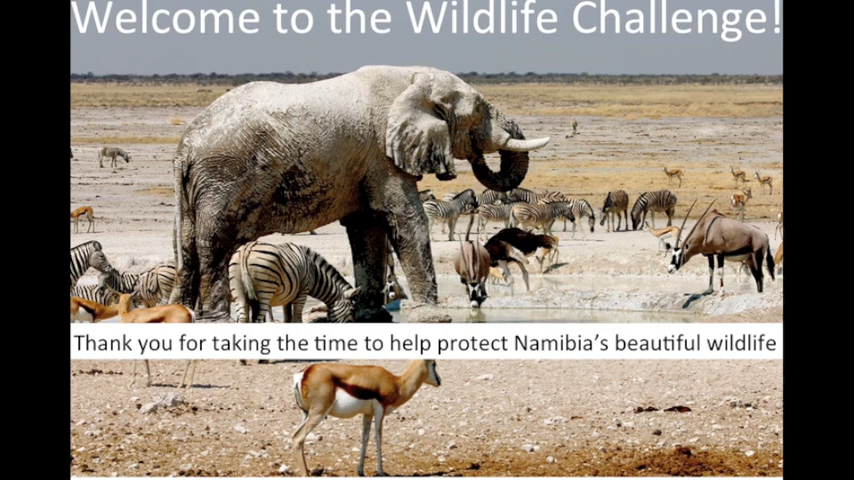 Welcome to the Wildlife Challenge!
Thank you for taking the time to help protect Namibia's beautiful wildlife